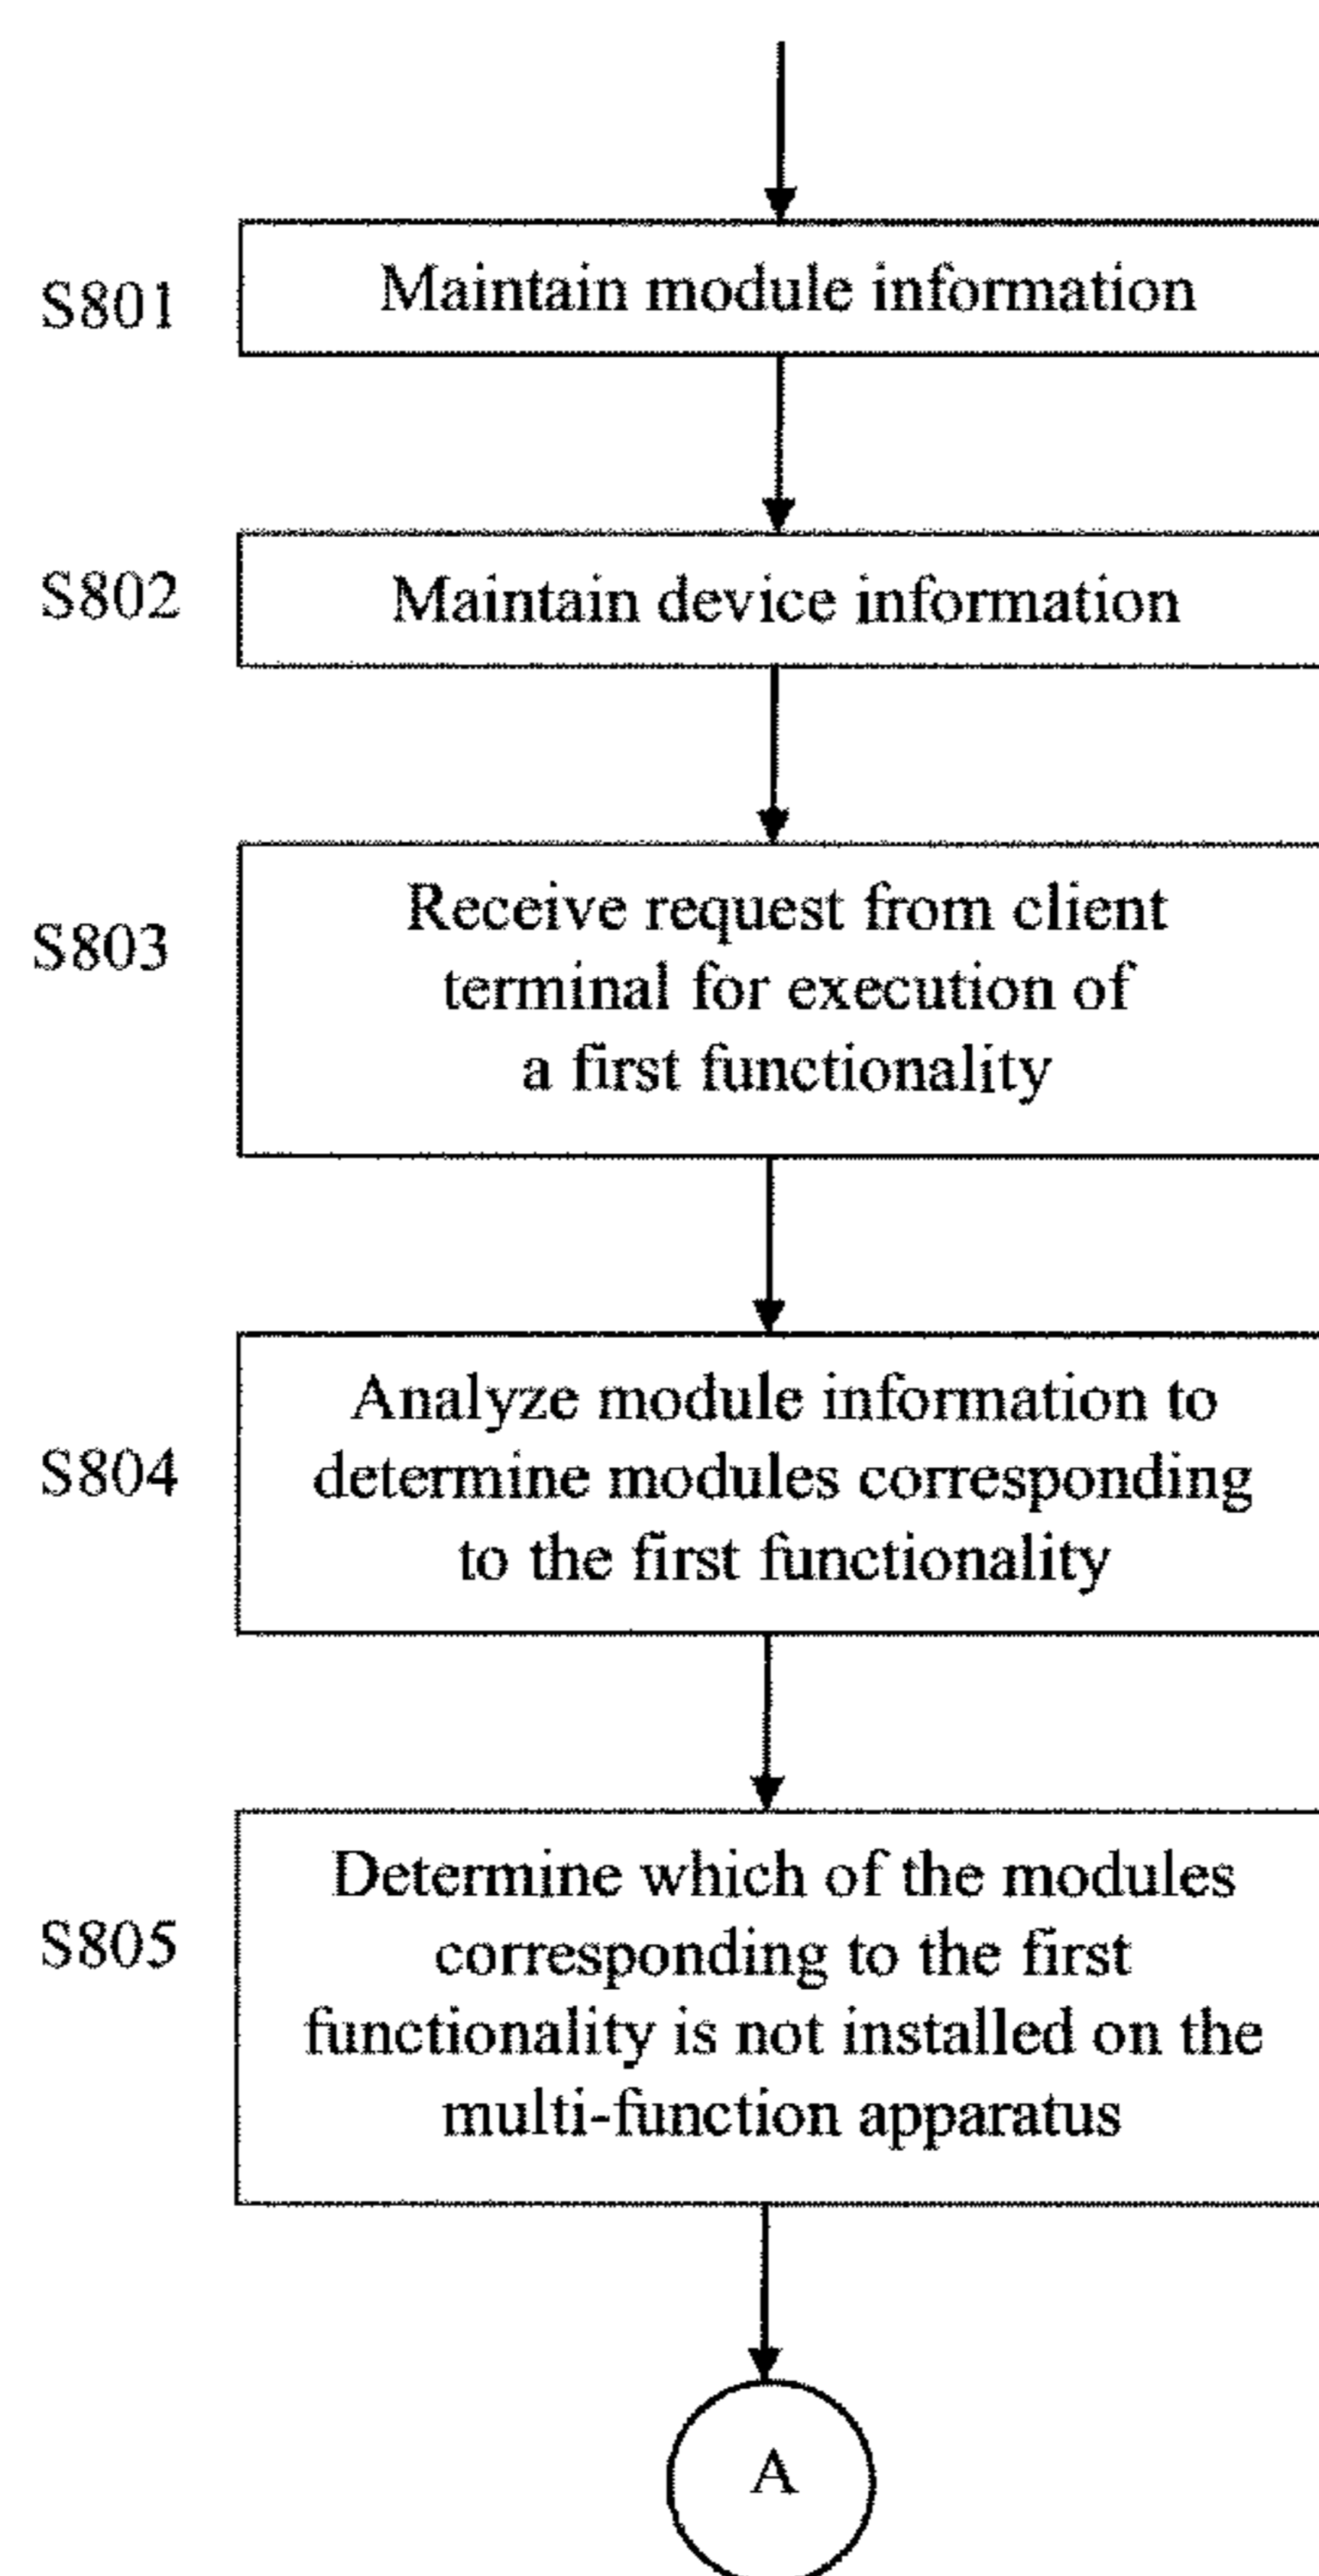 S801
Maintain module information
S802
Maintain device information
S803
Receive request from client
terminal for execution of
a first functionality
S804
Analyze module information to
determine modules corresponding
to the first functionality
S805
Determine which of the modules
corresponding to the first
functionality is not installed on the
multi-function apparatus
A